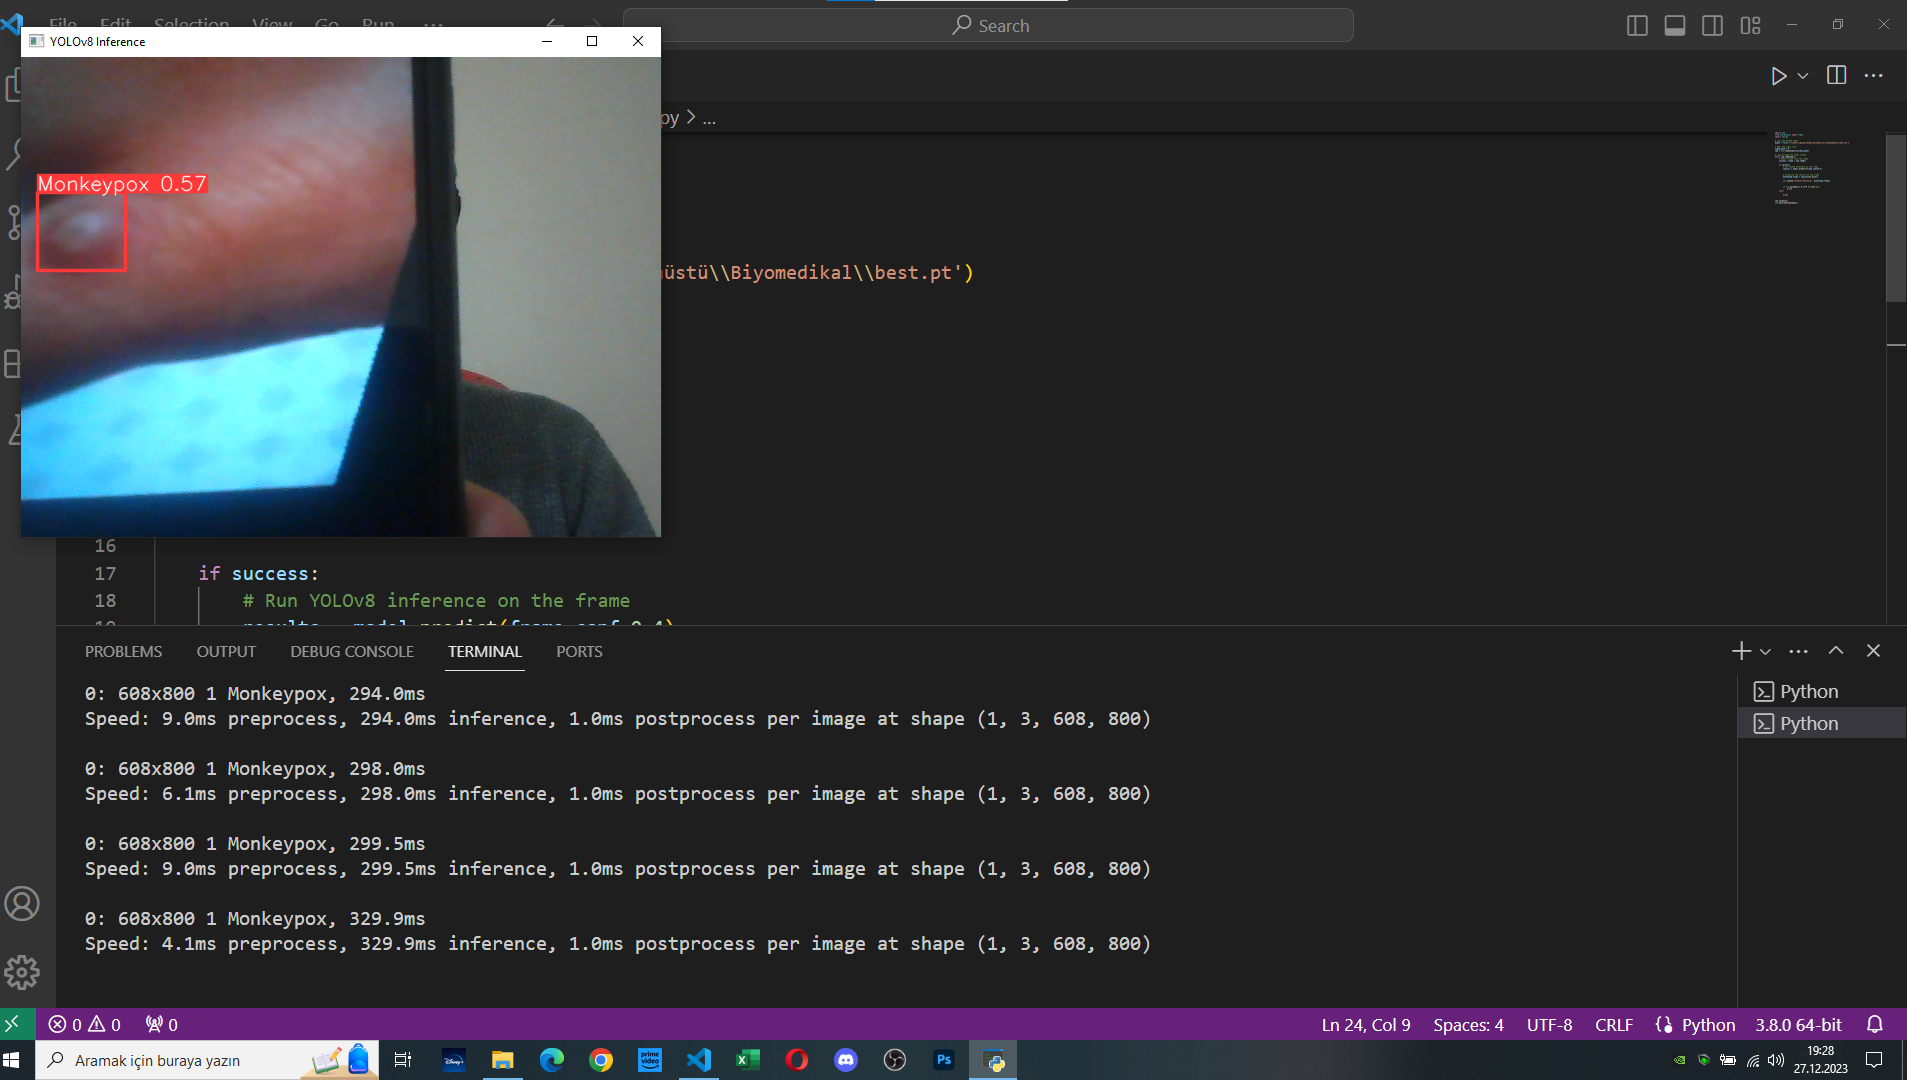 File Edit Selection View Go Run ...
Search
YOLOv8 Inference
Monkeypox 0.57
py > ...
üstü\\Biyomedikal\\best.pt')
16
17 if success:
18 # Run YOLOv8 inference on the frame
PROBLEMS OUTPUT DEBUG CONSOLE TERMINAL PORTS
0: 608x800 1 Monkeypox, 294.0ms
Speed: 9.0ms preprocess, 294.0ms inference, 1.0ms postprocess per image at shape (1, 3, 608, 800)
0: 608x800 1 Monkeypox, 298.0ms
Speed: 6.1ms preprocess, 298.0ms inference, 1.0ms postprocess per image at shape (1, 3, 608, 800)
0: 608x800 1 Monkeypox, 299.5ms
Speed: 9.0ms preprocess, 299.5ms inference, 1.0ms postprocess per image at shape (1, 3, 608, 800)
0: 608x800 1 Monkeypox, 329.9ms
Speed: 4.1ms preprocess, 329.9ms inference, 1.0ms postprocess per image at shape (1, 3, 608, 800)
Python
Python
0 0 0
Ln 24, Col 9 Spaces: 4 UTF-8 CRLF Python 3.8.0 64-bit
Aramak için buraya yazın
Disney+
prime video
Ps
19:28
27.12.2023